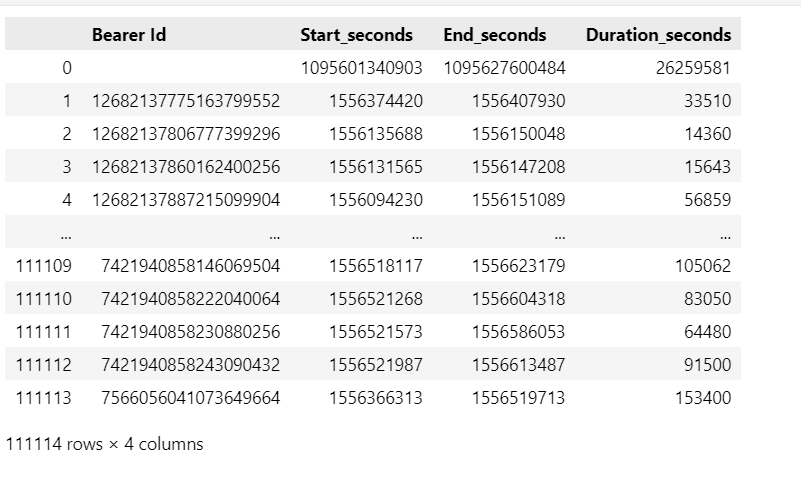 Bearer Id Start_seconds End_seconds Duration_seconds
0 1095601340903 1095627600484 26259581
1 12682137775163799552 1556374420 1556407930 33510
2 12682137806777399296 1556135688 1556150048 14360
3 12682137860162400256 1556131565 1556147208 15643
4 12682137887215099904 1556094230 1556151089 56859
... ... ... ... ...
111109 7421940858146069504 1556518117 1556623179 105062
111110 7421940858222040064 1556521268 1556604318 83050
111111 7421940858230880256 1556521573 1556586053 64480
111112 7421940858243090432 1556521987 1556613487 91500
111113 7566056041073649664 1556366313 1556519713 153400
111114 rows × 4 columns